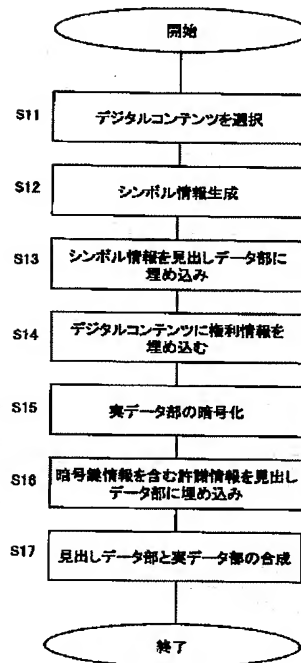 開始
S11
デジタルコンテンツを選択
S12
シンボル情報生成
S13
シンボル情報を見出しデータ部に
埋め込み
S14
デジタルコンテンツに権利情報を
埋め込む
S15
実データ部の暗号化
S16
暗号鍵情報を含む許諾情報を見出し
データ部に埋め込み
S17
見出しデータ部と実データ部の合成
終了